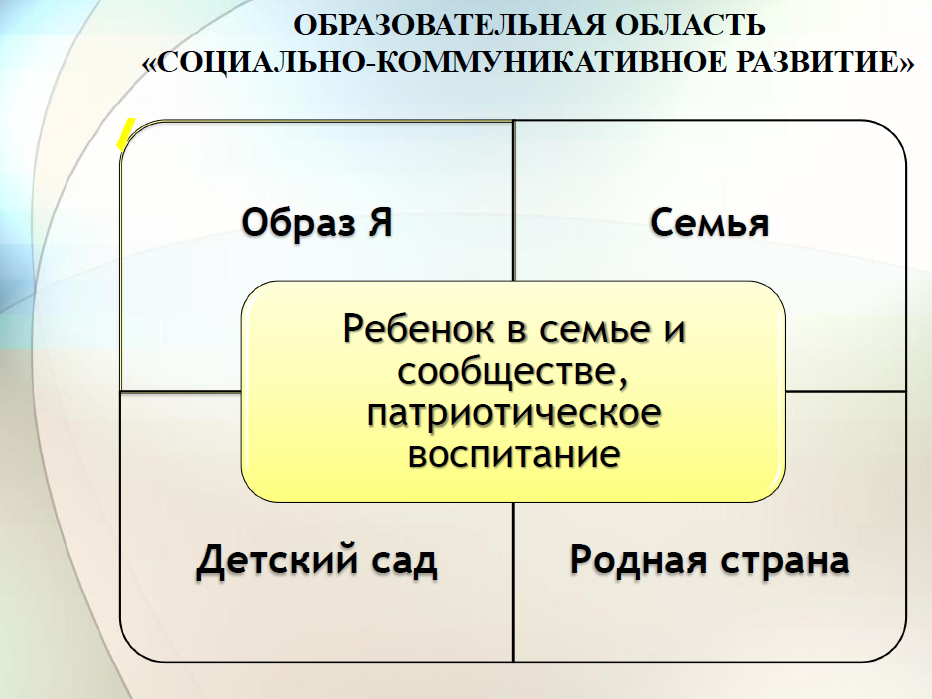 ОБРАЗОВАТЕЛЬНАЯ ОБЛАСТЬ
«СОЦИАЛЬНО-КОММУНИКАТИВНОЕ РАЗВИТИЕ»
Образ Я
Семья
Ребенок в семье и
сообществе,
патриотическое
воспитание
Детский сад
Родная страна